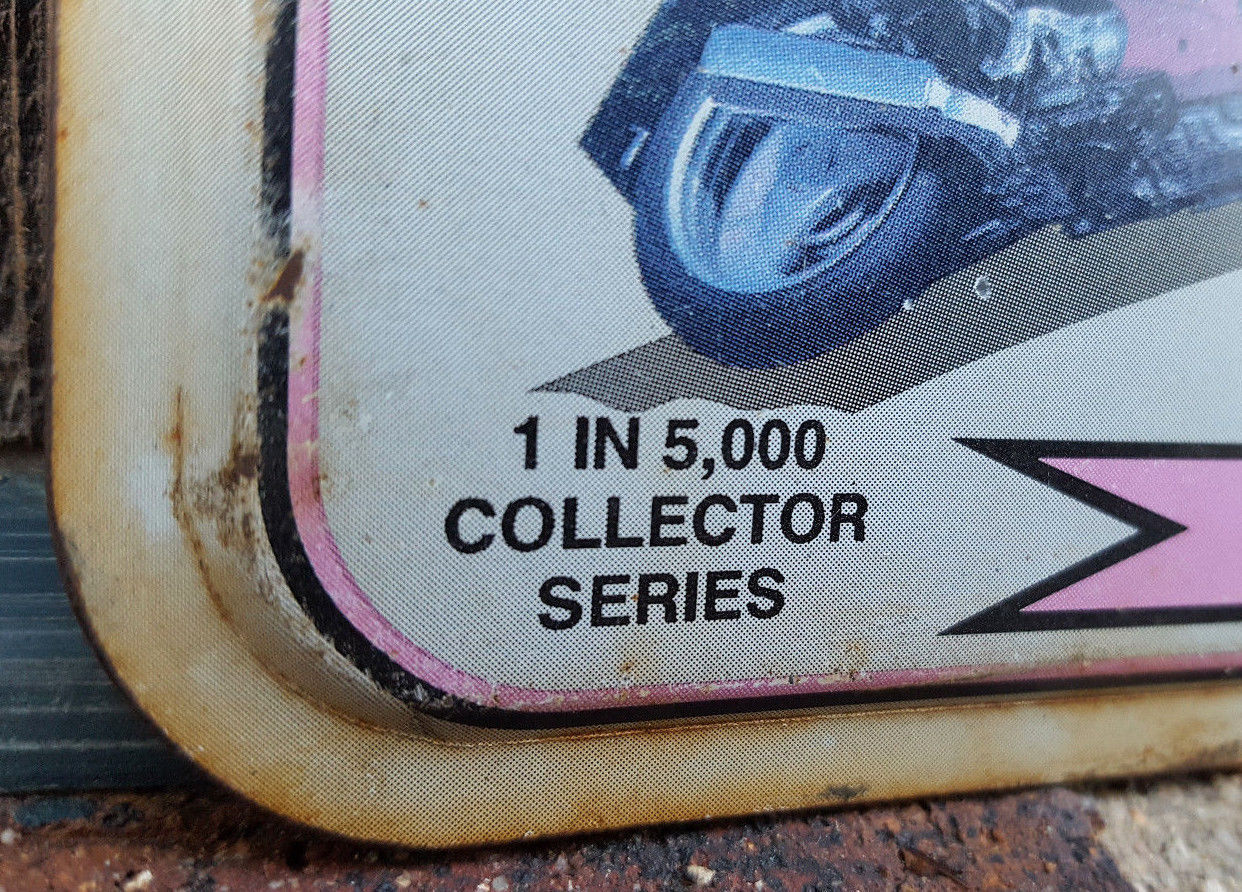 1 IN 5,000
COLLECTOR
SERIES